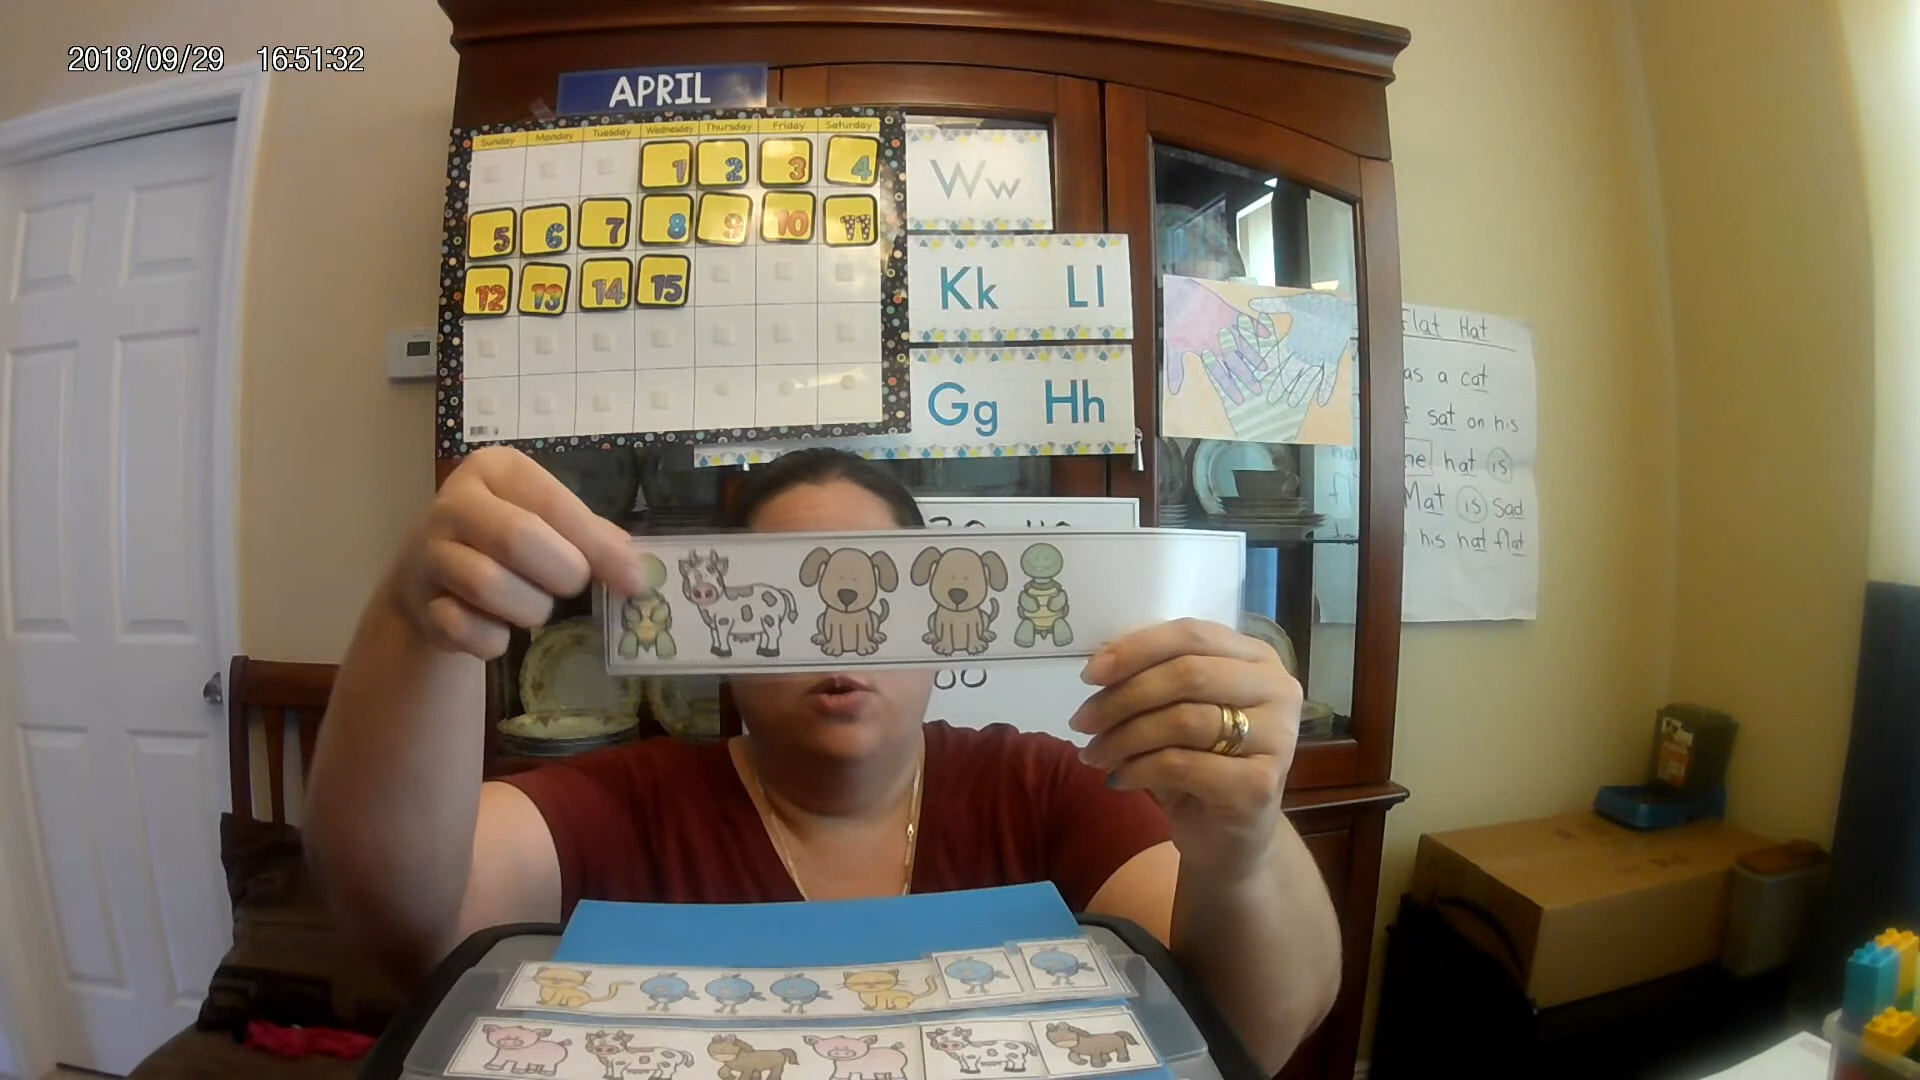 2018/09/29 16:51:32
APRIL
Sunday Monday Tuesday Wednesday Thursday Friday Saturday
1 2 3 4
5 6 7 8 9 10 11
12 13 14 15
Ww
Kk Ll
Gg Hh
Flat Hat
as a cat
sat on his
hat is
Mat is sad
his hat flat